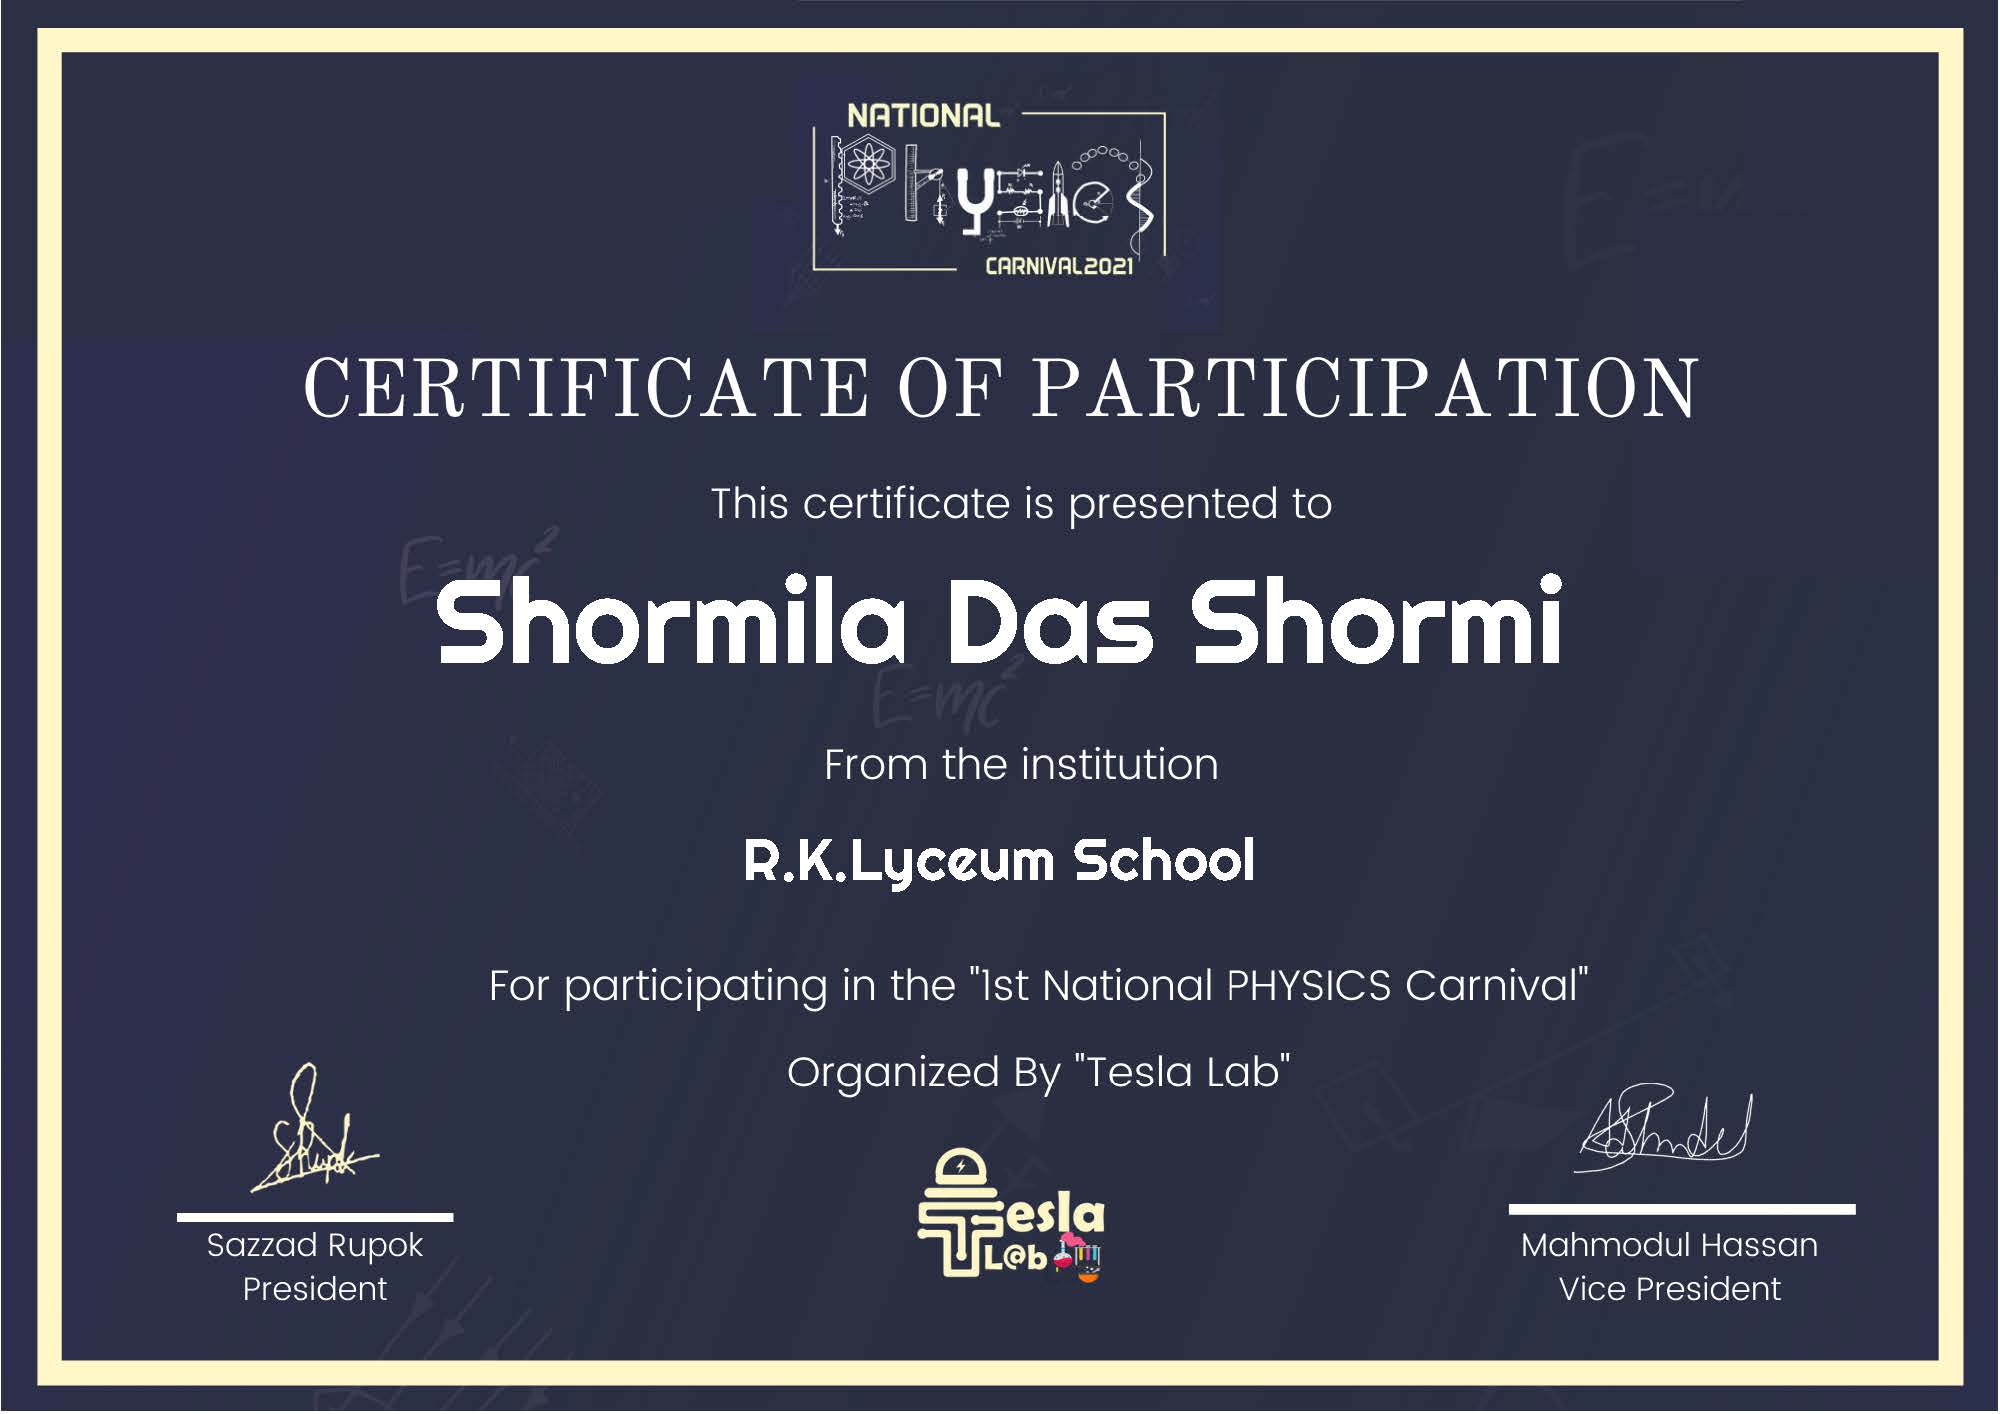 NATIONAL
Physics
CARNIVAL2021
CERTIFICATE OF PARTICIPATION
This certificate is presented to
E=mc²
Shormila Das Shormi
E=mc²
From the institution
R.K.Lyceum School
For participating in the "1st National PHYSICS Carnival"
Organized By "Tesla Lab"
Tesla
L@b
Sazzad Rupok
President
Mahmodul Hassan
Vice President